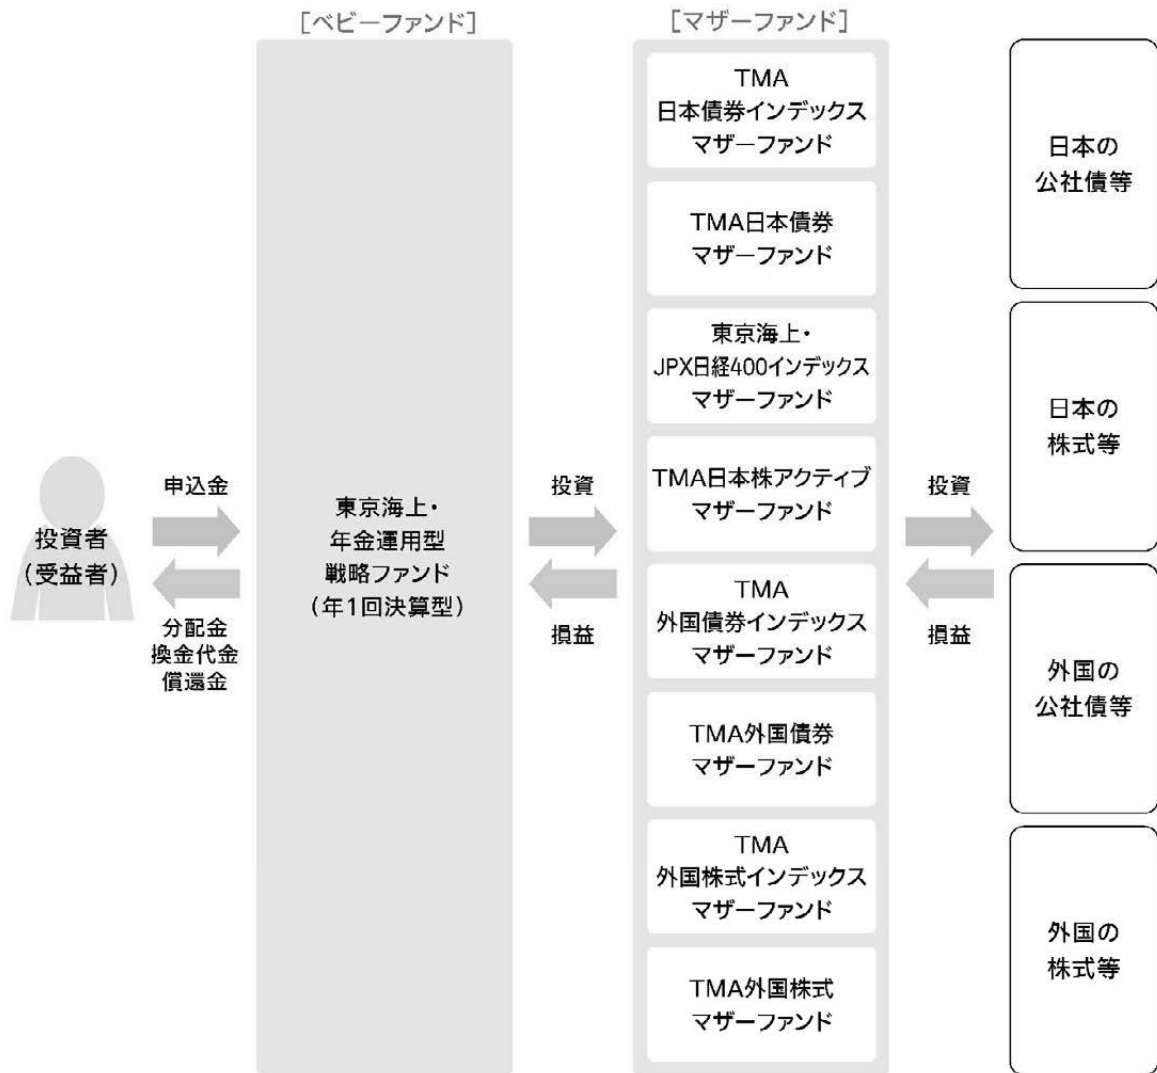 [ベビーファンド]
[マザーファンド]
投資者
(受益者)
申込金
分配金
換金代金
償還金
東京海上・
年金運用型
戦略ファンド
(年1回決算型)
投資
損益
TMA
日本債券インデックス
マザーファンド
TMA日本債券
マザーファンド
東京海上・
JPX日経400インデックス
マザーファンド
TMA日本株アクティブ
マザーファンド
TMA
外国債券インデックス
マザーファンド
TMA外国債券
マザーファンド
TMA
外国株式インデックス
マザーファンド
TMA外国株式
マザーファンド
投資
損益
日本の
公社債等
日本の
株式等
外国の
公社債等
外国の
株式等